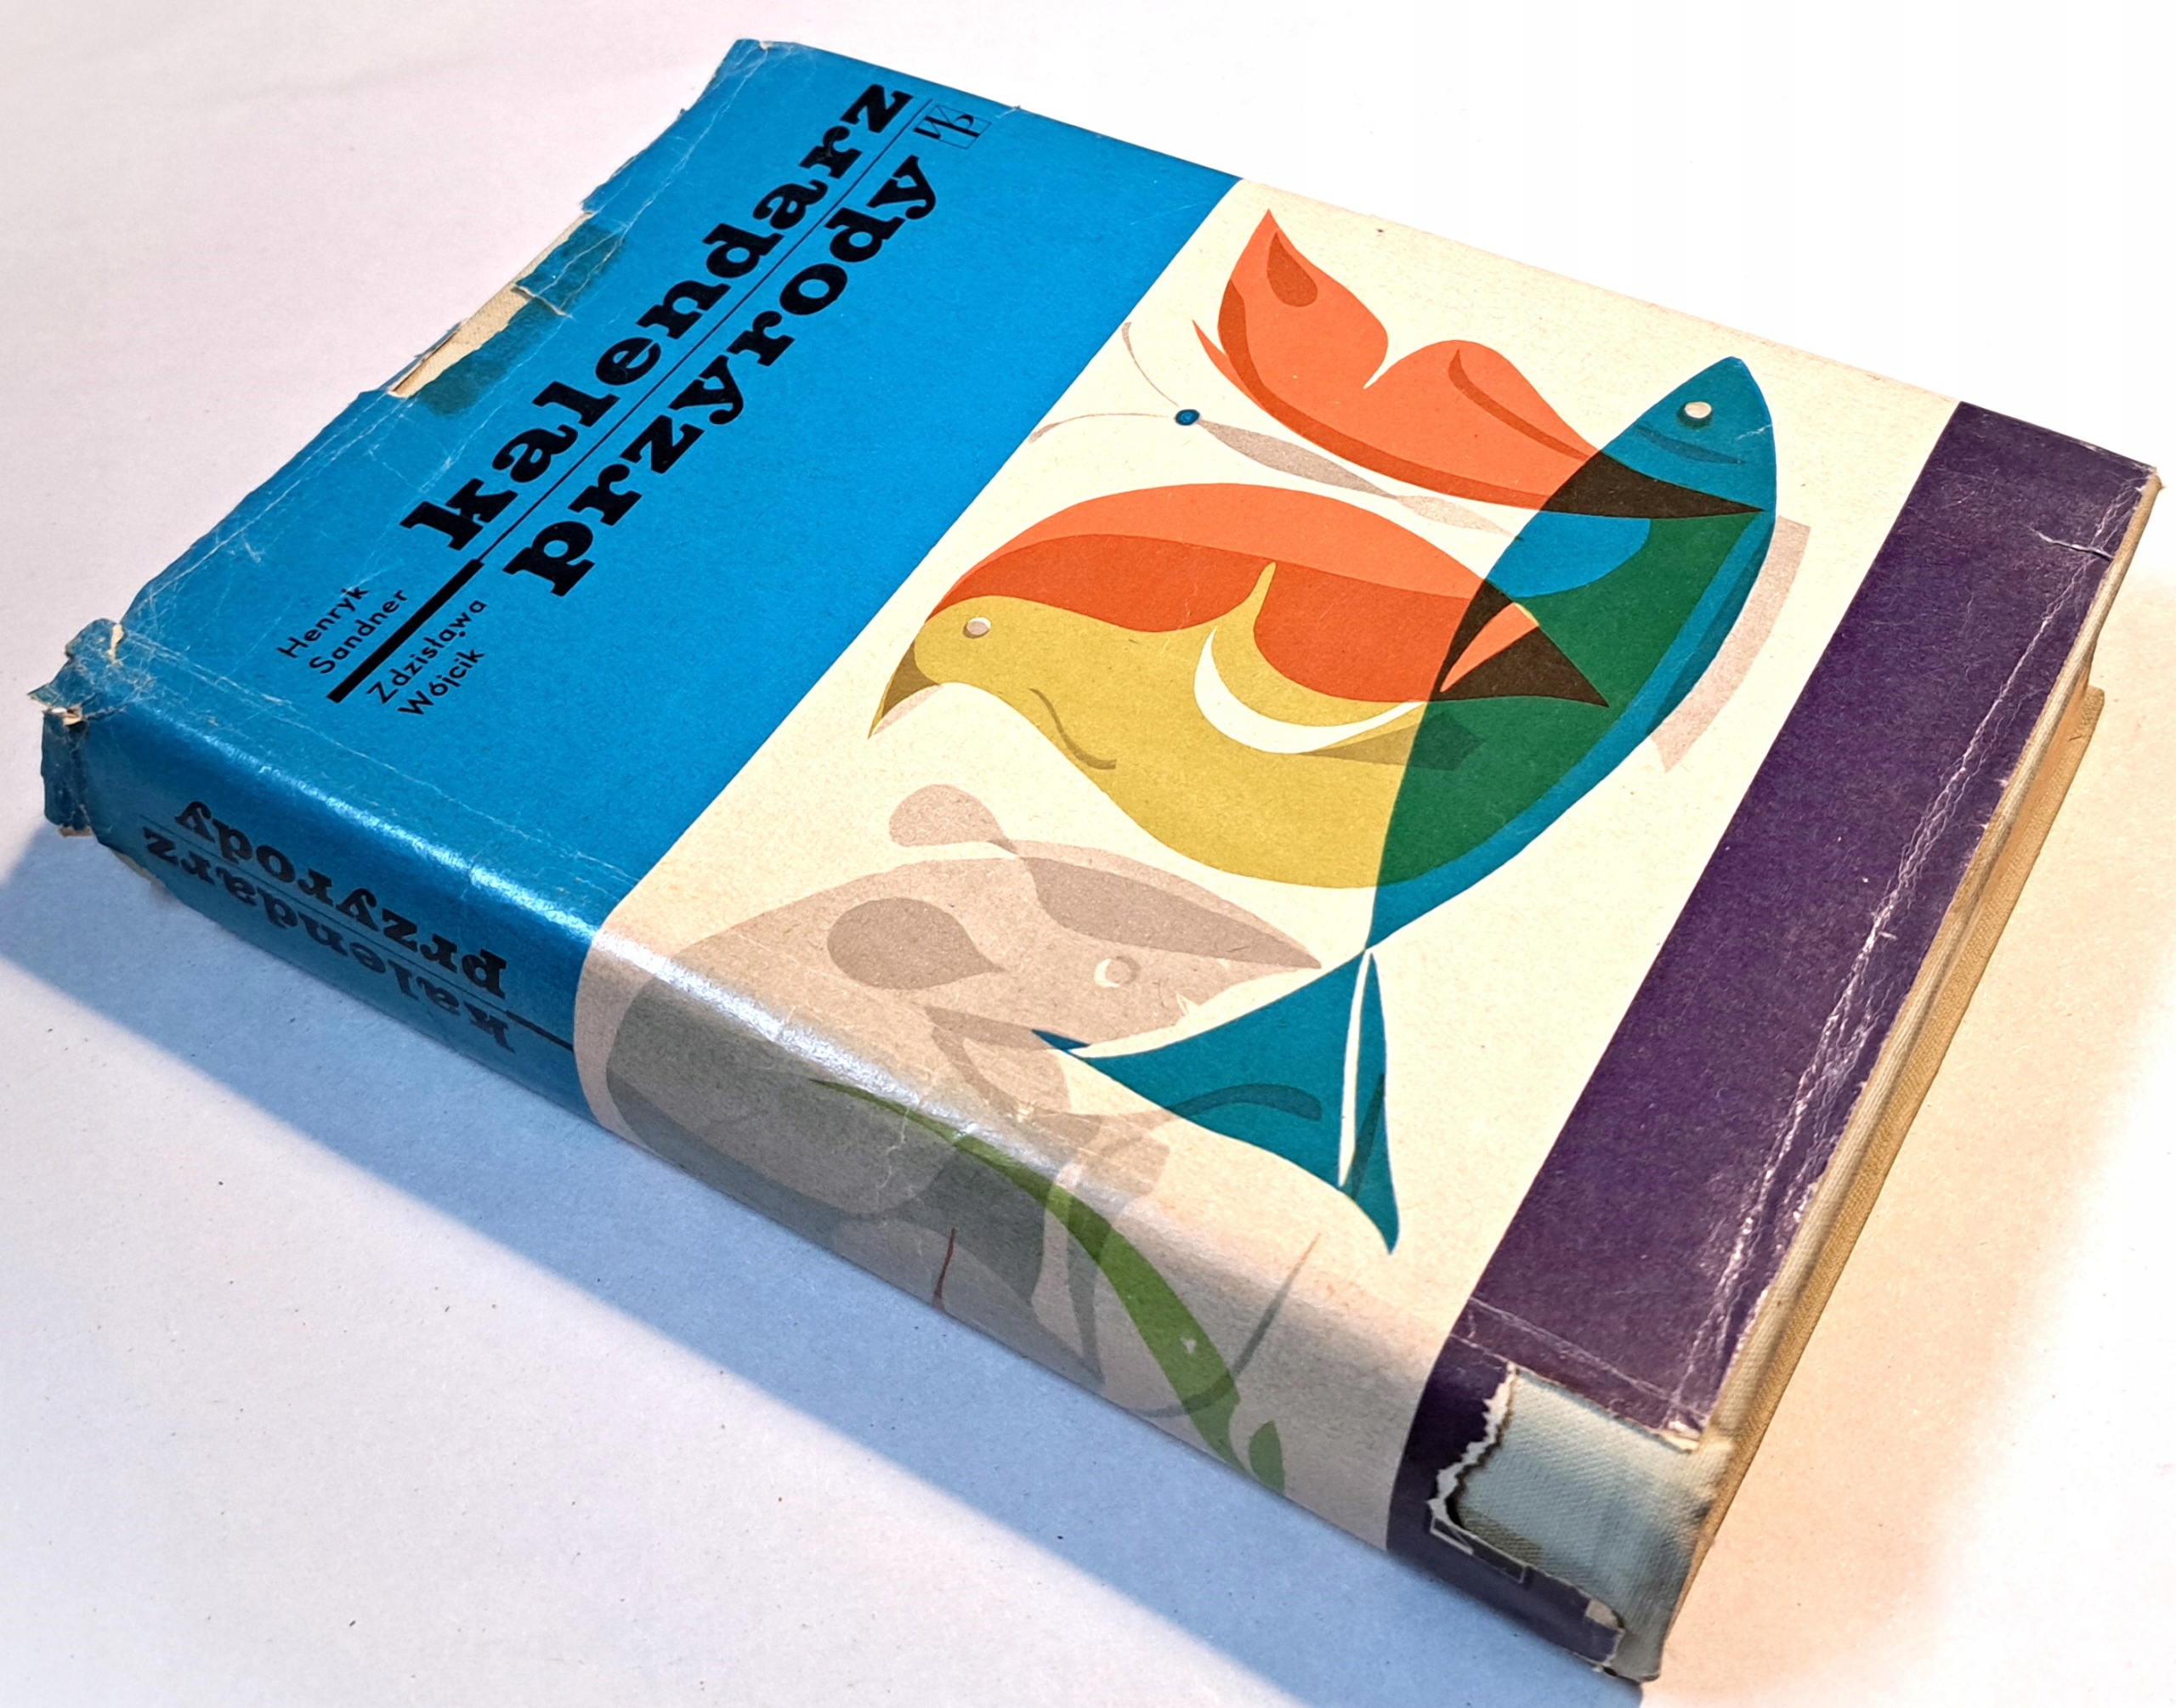 Henryk
Sandner
Zdzisława
Wójcik
kalendarz
przyrody
kalendarz
przyrody